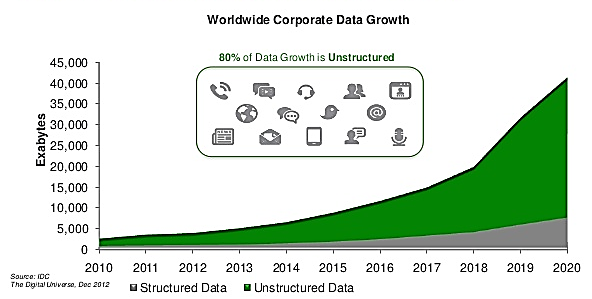 Worldwide Corporate Data Growth
80% of Data Growth is Unstructured
Exabytes
45,000
40,000
35,000
30,000
25,000
20,000
15,000
10,000
5,000
0
2010 2011 2012 2013 2014 2015 2016 2017 2018 2019 2020
Source: IDC
The Digital Universe, Dec 2012
Structured Data Unstructured Data